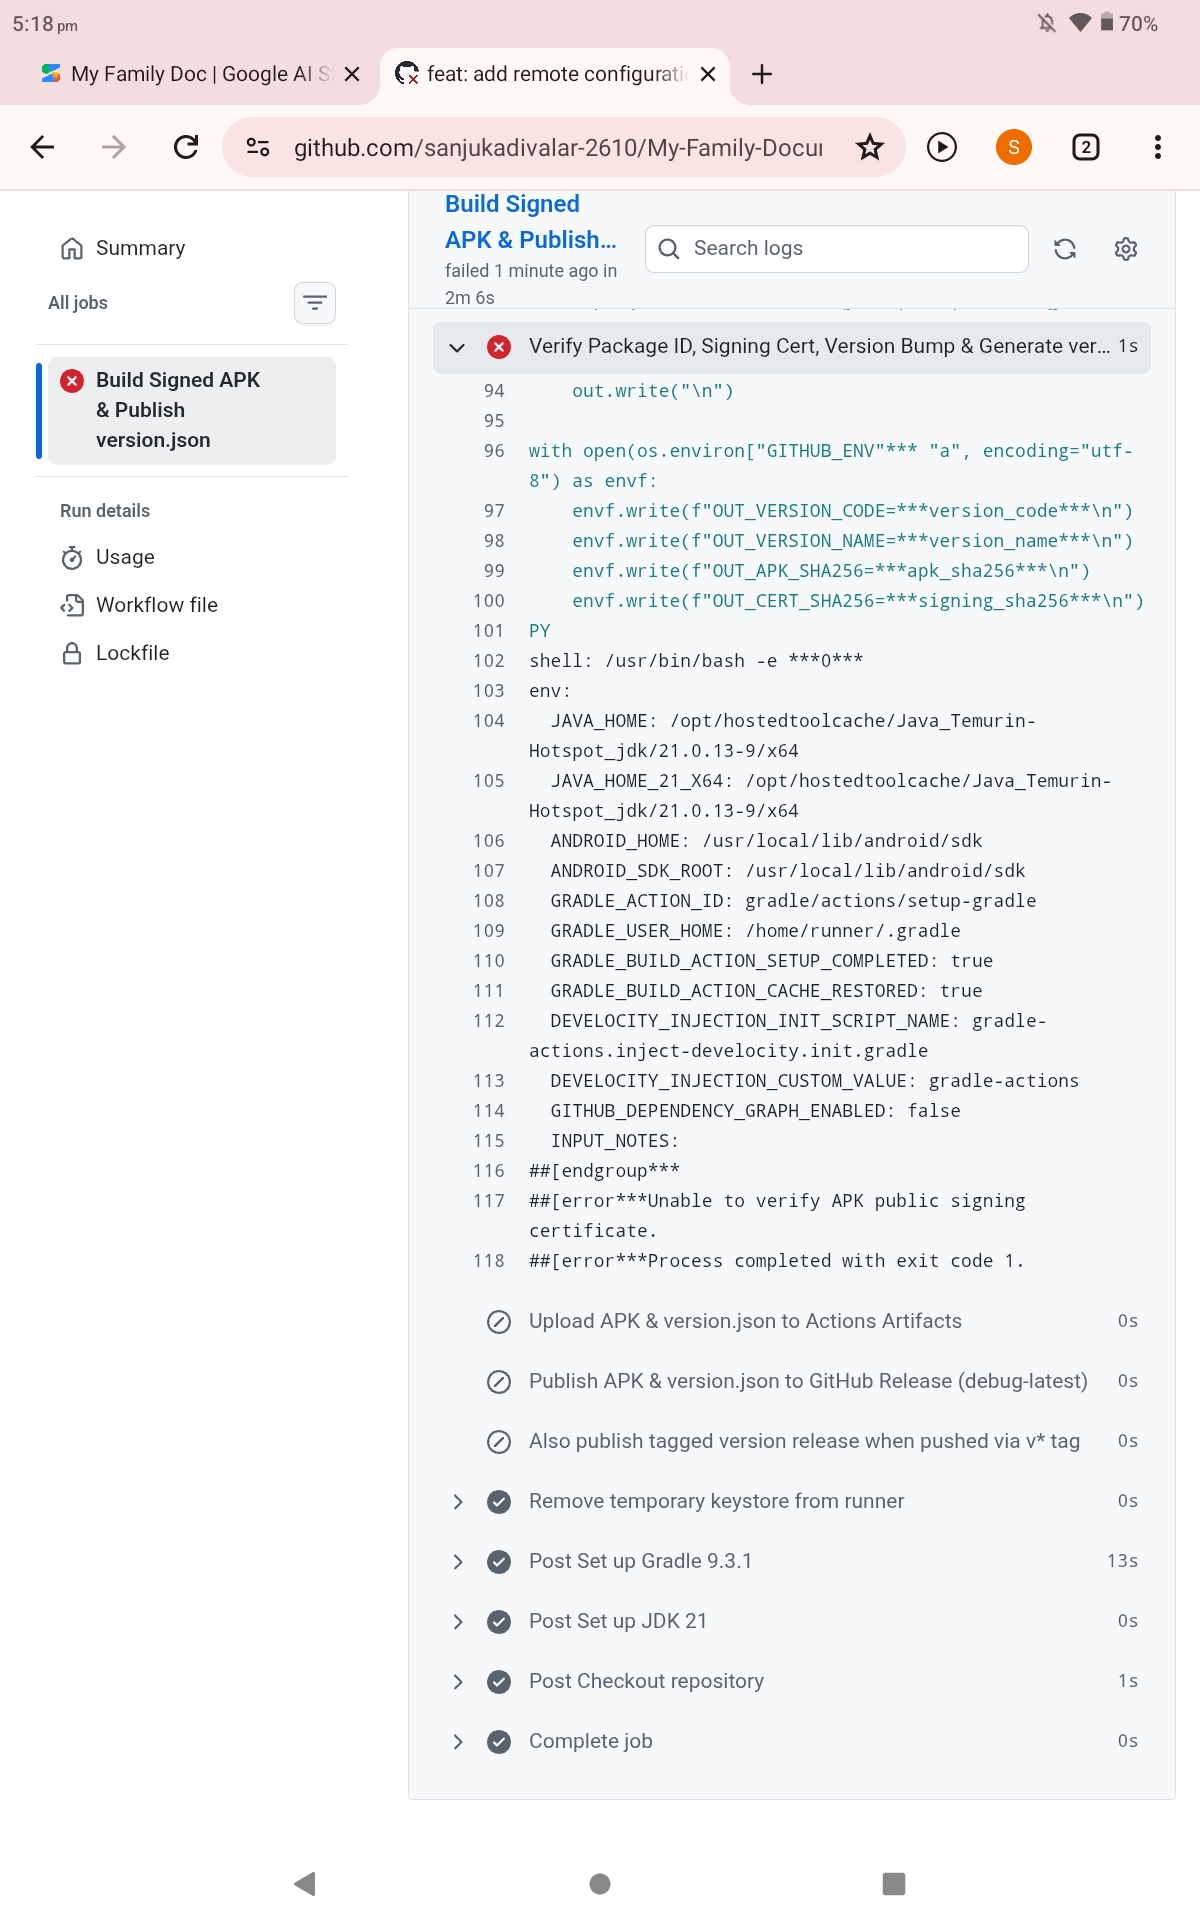 5:18 pm
70%
My Family Doc | Google AI S
feat: add remote configurati
github.com/sanjukadivalar-2610/My-Family-Docu
S
2
Summary
All jobs
Build Signed APK
& Publish
version.json
Run details
Usage
Workflow file
Lockfile
Build Signed
APK & Publish...
failed 1 minute ago in
2m 6s
Search logs
Verify Package ID, Signing Cert, Version Bump & Generate ver... 1s
94 out.write("\n")
95
96 with open(os.environ["GITHUB_ENV"*** "a", encoding="utf-
8") as envf:
97 envf.write(f"OUT_VERSION_CODE=***version_code***\n")
98 envf.write(f"OUT_VERSION_NAME=***version_name***\n")
99 envf.write(f"OUT_APK_SHA256=***apk_sha256***\n")
100 envf.write(f"OUT_CERT_SHA256=***signing_sha256***\n")
101 PY
102 shell: /usr/bin/bash -e ***0***
103 env:
104 JAVA_HOME: /opt/hostedtoolcache/Java_Temurin-
Hotspot_jdk/21.0.13-9/x64
105 JAVA_HOME_21_X64: /opt/hostedtoolcache/Java_Temurin-
Hotspot_jdk/21.0.13-9/x64
106 ANDROID_HOME: /usr/local/lib/android/sdk
107 ANDROID_SDK_ROOT: /usr/local/lib/android/sdk
108 GRADLE_ACTION_ID: gradle/actions/setup-gradle
109 GRADLE_USER_HOME: /home/runner/.gradle
110 GRADLE_BUILD_ACTION_SETUP_COMPLETED: true
111 GRADLE_BUILD_ACTION_CACHE_RESTORED: true
112 DEVELOCITY_INJECTION_INIT_SCRIPT_NAME: gradle-
actions.inject-develocity.init.gradle
113 DEVELOCITY_INJECTION_CUSTOM_VALUE: gradle-actions
114 GITHUB_DEPENDENCY_GRAPH_ENABLED: false
115 INPUT_NOTES:
116 ##[endgroup***
117 ##[error***Unable to verify APK public signing
certificate.
118 ##[error***Process completed with exit code 1.
Upload APK & version.json to Actions Artifacts 0s
Publish APK & version.json to GitHub Release (debug-latest) 0s
Also publish tagged version release when pushed via v* tag 0s
Remove temporary keystore from runner 0s
Post Set up Gradle 9.3.1 13s
Post Set up JDK 21 0s
Post Checkout repository 1s
Complete job 0s